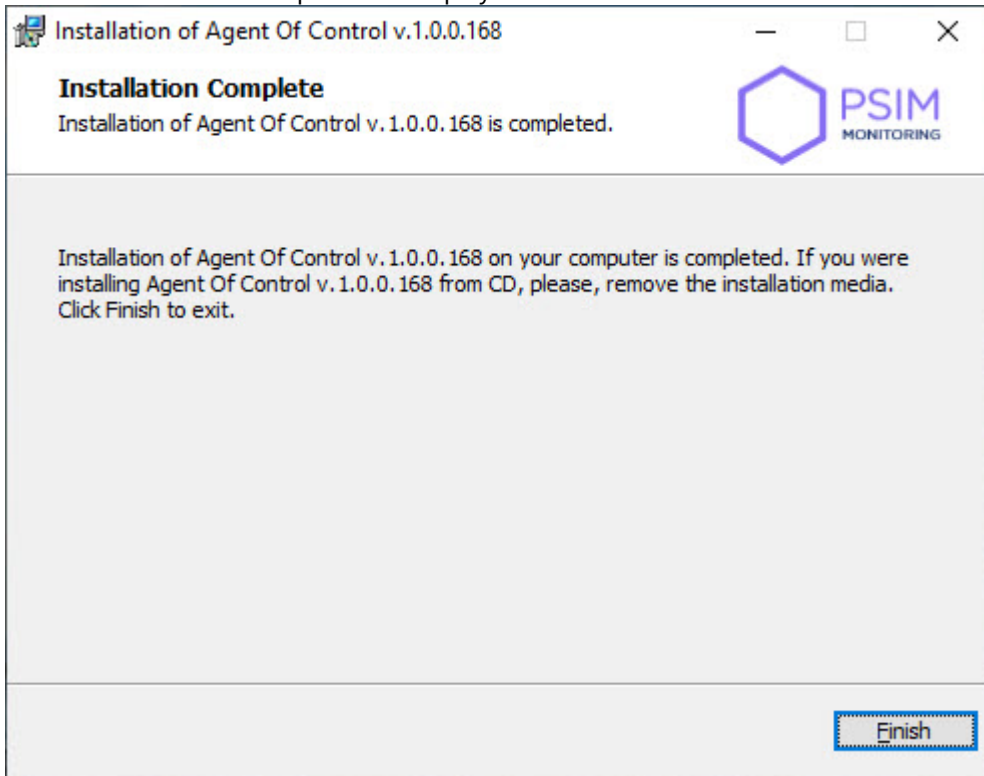 Installation of Agent Of Control v.1.0.0.168
Installation Complete
Installation of Agent Of Control v.1.0.0.168 is completed.
PSIM
MONITORING
Installation of Agent Of Control v.1.0.0.168 on your computer is completed. If you were
installing Agent Of Control v.1.0.0.168 from CD, please, remove the installation media.
Click Finish to exit.
Finish